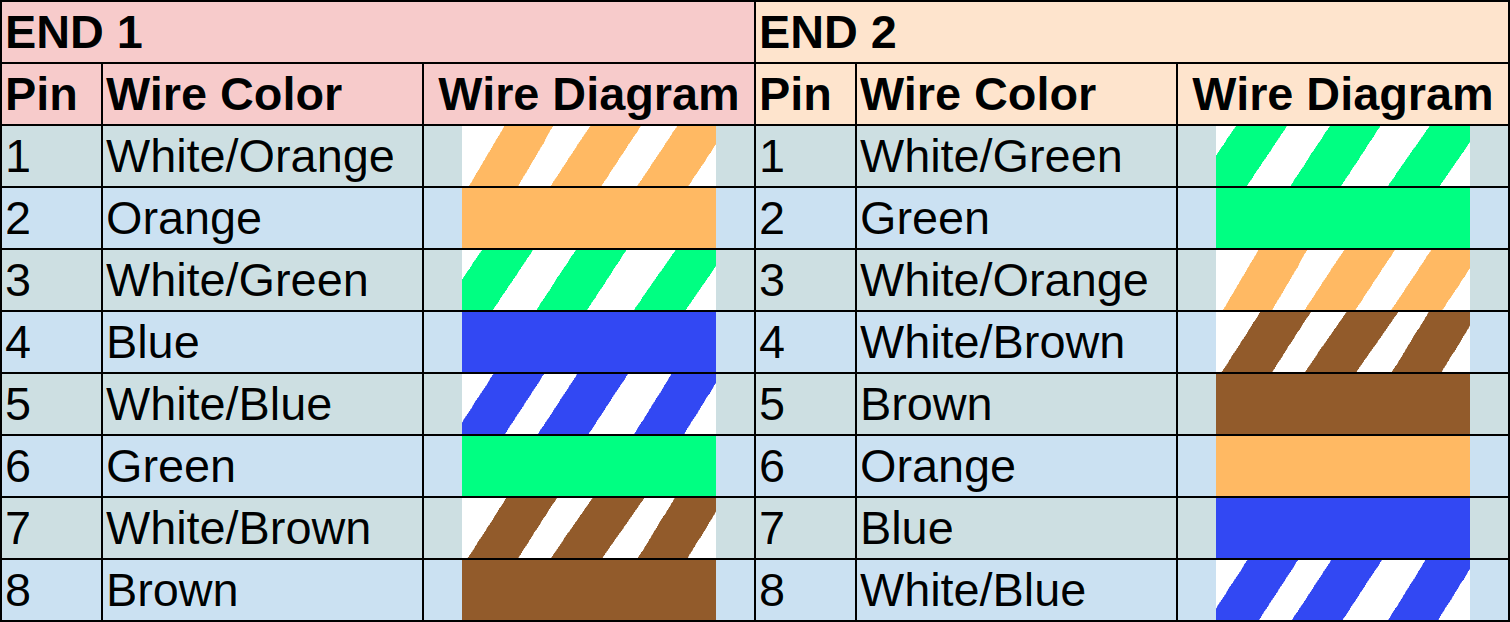 END 1 END 2
Pin Wire Color Wire Diagram Pin Wire Color Wire Diagram
1 White/Orange 1 White/Green
2 Orange 2 Green
3 White/Green 3 White/Orange
4 Blue 4 White/Brown
5 White/Blue 5 Brown
6 Green 6 Orange
7 White/Brown 7 Blue
8 Brown 8 White/Blue